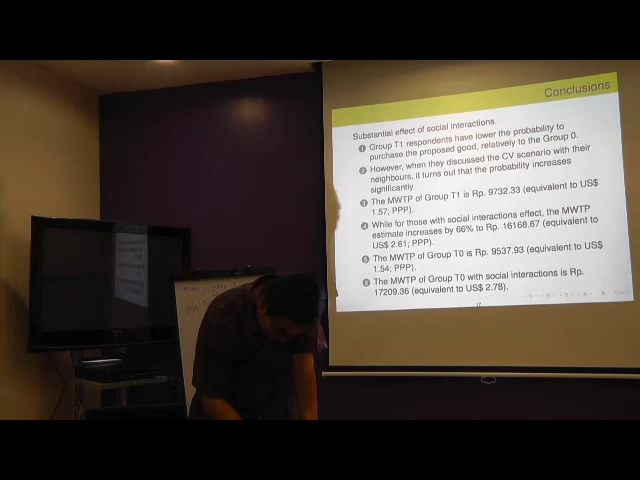 Conclusions
Substantial effect of social interactions.
1 Group T1 respondents have lower the probability to
purchase the proposed good, relatively to the Group 0.
2 However, when they discussed the CV scenario with their
neighbours, it turns out that the probability increases
significantly.
3 The MWTP of Group T1 is Rp. 9732.33 (equivalent to US$
1.57; PPP).
4 While for those with social interactions effect, the MWTP
estimate increases by 66% to Rp. 16168.67 (equivalent to
US$ 2.61; PPP).
5 The MWTP of Group T0 is Rp. 9537.93 (equivalent to US$
1.54; PPP).
6 The MWTP of Group T0 with social interactions is Rp.
17209.36 (equivalent to US$ 2.78).